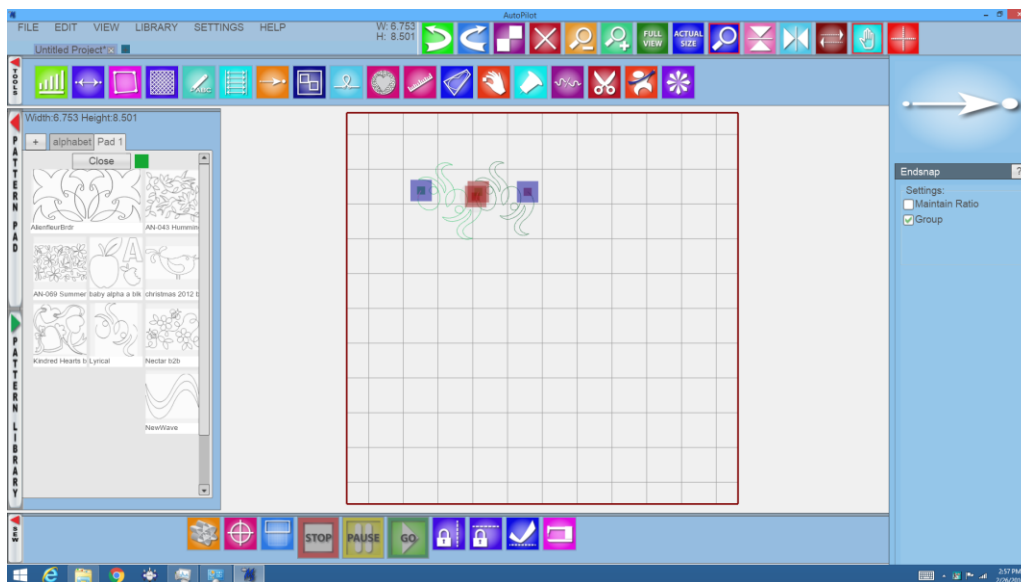 AutoPilot
FILE EDIT VIEW LIBRARY SETTINGS HELP
W: 6.753
H: 8.501
FULL VIEW
ACTUAL SIZE
Untitled Project*
TOOLS
ABC
Width:6.753 Height:8.501
+ alphabet Pad 1
Close
PATTERN PAD
AllenfleurBrdr
AN-043 Hummin
AN-069 Summer
baby alpha a blk
christmas 2012 b
Kindred Hearts b
Lyrical
Nectar b2b
NewWave
PATTERN LIBRARY
Endsnap ?
Settings:
Maintain Ratio
Group
SEW
STOP
PAUSE
GO
2:57 PM